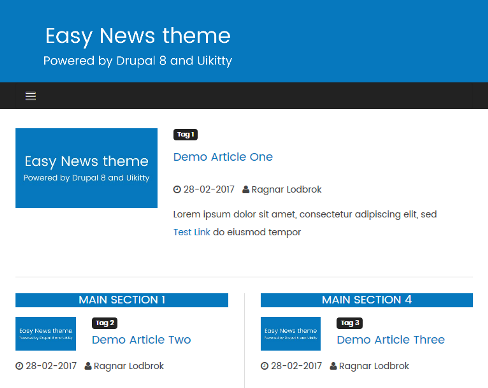 Easy News theme
Powered by Drupal 8 and Uikitty
Easy News theme
Powered by Drupal 8 and Uikitty
Tag 1
Demo Article One
28-02-2017 Ragnar Lodbrok
Lorem ipsum dolor sit amet, consectetur adipiscing elit, sed
Test Link do eiusmod tempor
MAIN SECTION 1
Easy News theme
Powered by Drupal 8 and Uikitty
Tag 2
Demo Article Two
28-02-2017 Ragnar Lodbrok
MAIN SECTION 4
Easy News theme
Powered by Drupal 8 and Uikitty
Tag 3
Demo Article Three
28-02-2017 Ragnar Lodbrok